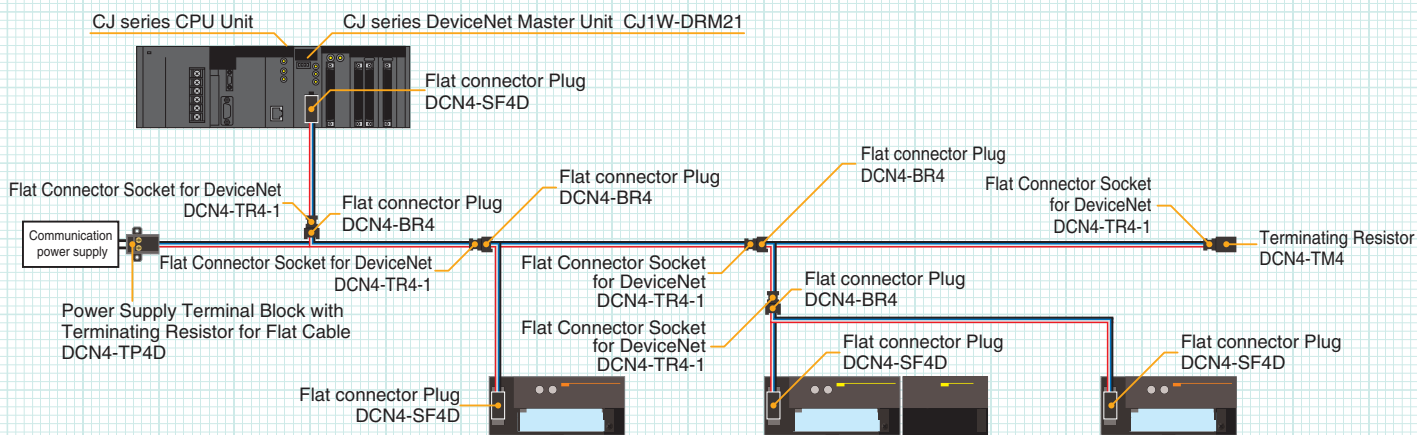 CJ series CPU Unit
CJ series DeviceNet Master Unit CJ1W-DRM21
Flat connector Plug
DCN4-SF4D
Flat Connector Socket for DeviceNet
DCN4-TR4-1
Flat connector Plug
DCN4-BR4
Flat connector Plug
DCN4-BR4
Flat connector Plug
DCN4-BR4
Flat Connector Socket
for DeviceNet
DCN4-TR4-1
Communication
power supply
Terminating Resistor
DCN4-TM4
Flat Connector Socket for DeviceNet
DCN4-TR4-1
Flat Connector Socket
for DeviceNet
DCN4-TR4-1
Flat connector Plug
DCN4-BR4
Power Supply Terminal Block with
Terminating Resistor for Flat Cable
DCN4-TP4D
Flat Connector Socket
for DeviceNet
DCN4-TR4-1
Flat connector Plug
DCN4-SF4D
Flat connector Plug
DCN4-SF4D
Flat connector Plug
DCN4-SF4D